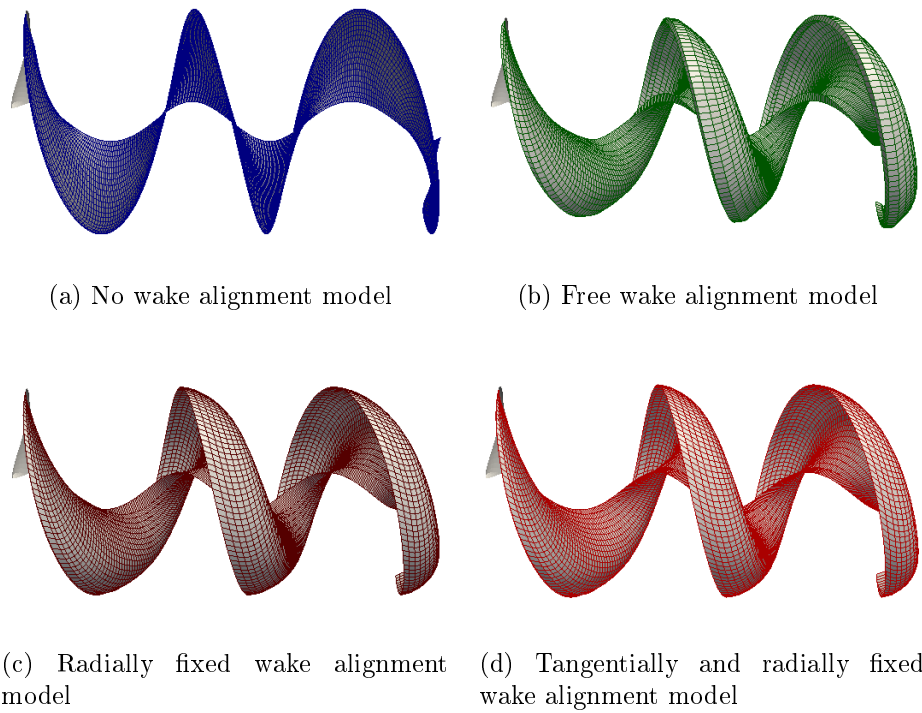 (a) No wake alignment model
(b) Free wake alignment model
(c) Radially fixed wake alignment
model
(d) Tangentially and radially fixed
wake alignment model